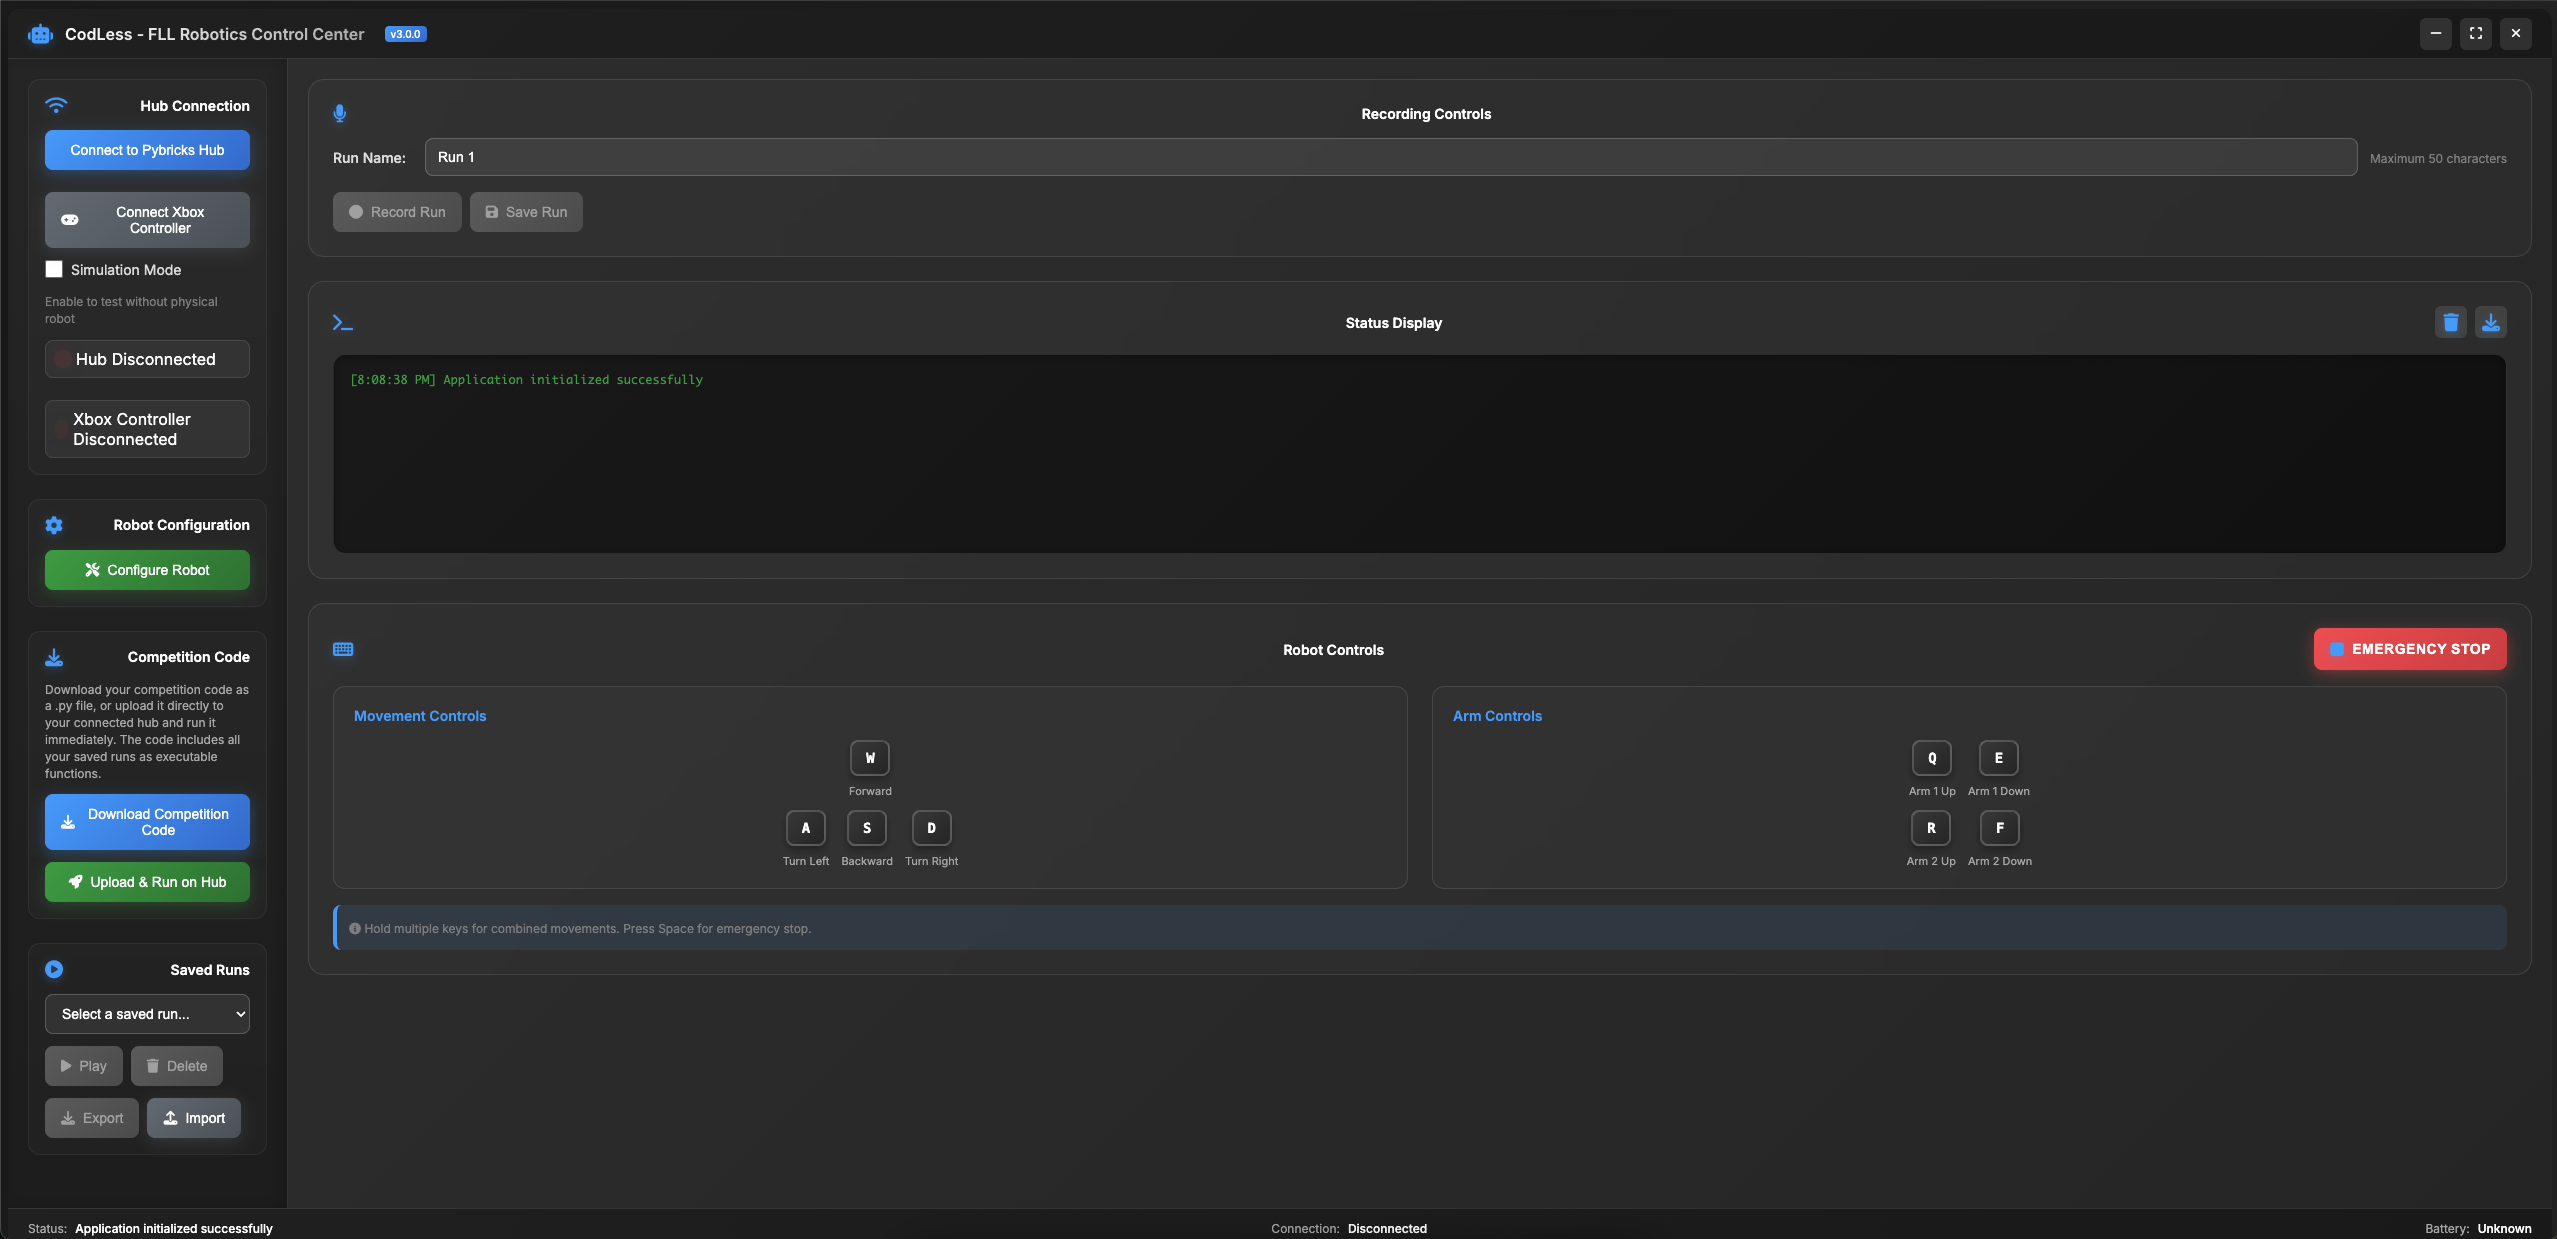 CodLess - FLL Robotics Control Center v3.0.0
Hub Connection
Connect to Pybricks Hub
Connect Xbox
Controller
Simulation Mode
Enable to test without physical
robot
Hub Disconnected
Xbox Controller
Disconnected
Robot Configuration
Configure Robot
Competition Code
Download your competition code as
a .py file, or upload it directly to
your connected hub and run it
immediately. The code includes all
your saved runs as executable
functions.
Download Competition
Code
Upload & Run on Hub
Saved Runs
Select a saved run...
Play Delete
Export Import
Recording Controls
Run Name: Run 1 Maximum 50 characters
Record Run Save Run
Status Display
[8:08:38 PM] Application initialized successfully
Robot Controls
EMERGENCY STOP
Movement Controls
W
Forward
A S D
Turn Left Backward Turn Right
Arm Controls
Q E
Arm 1 Up Arm 1 Down
R F
Arm 2 Up Arm 2 Down
Hold multiple keys for combined movements. Press Space for emergency stop.
Status: Application initialized successfully Connection: Disconnected Battery: Unknown